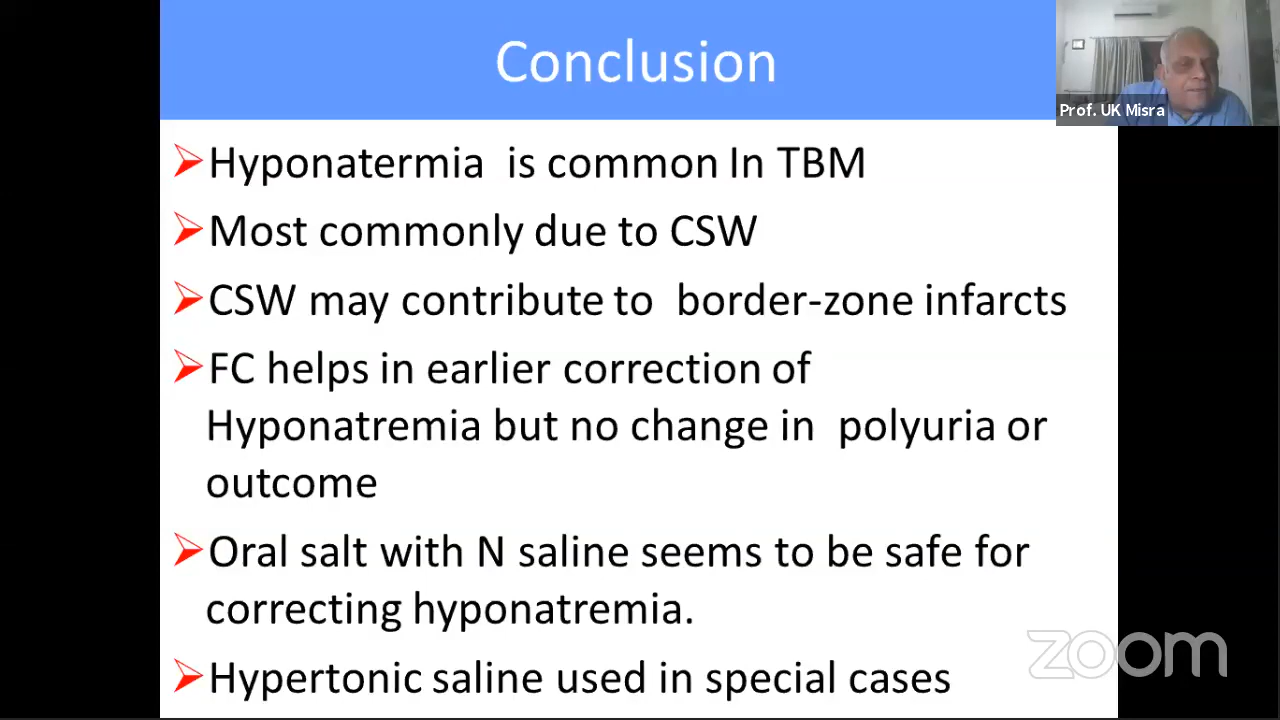 Conclusion
Prof. UK Misra
➢Hyponatermia is common In TBM
➢Most commonly due to CSW
➢CSW may contribute to border-zone infarcts
➢FC helps in earlier correction of
Hyponatremia but no change in polyuria or
outcome
➢Oral salt with N saline seems to be safe for
correcting hyponatremia.
➢Hypertonic saline used in special cases
zoom